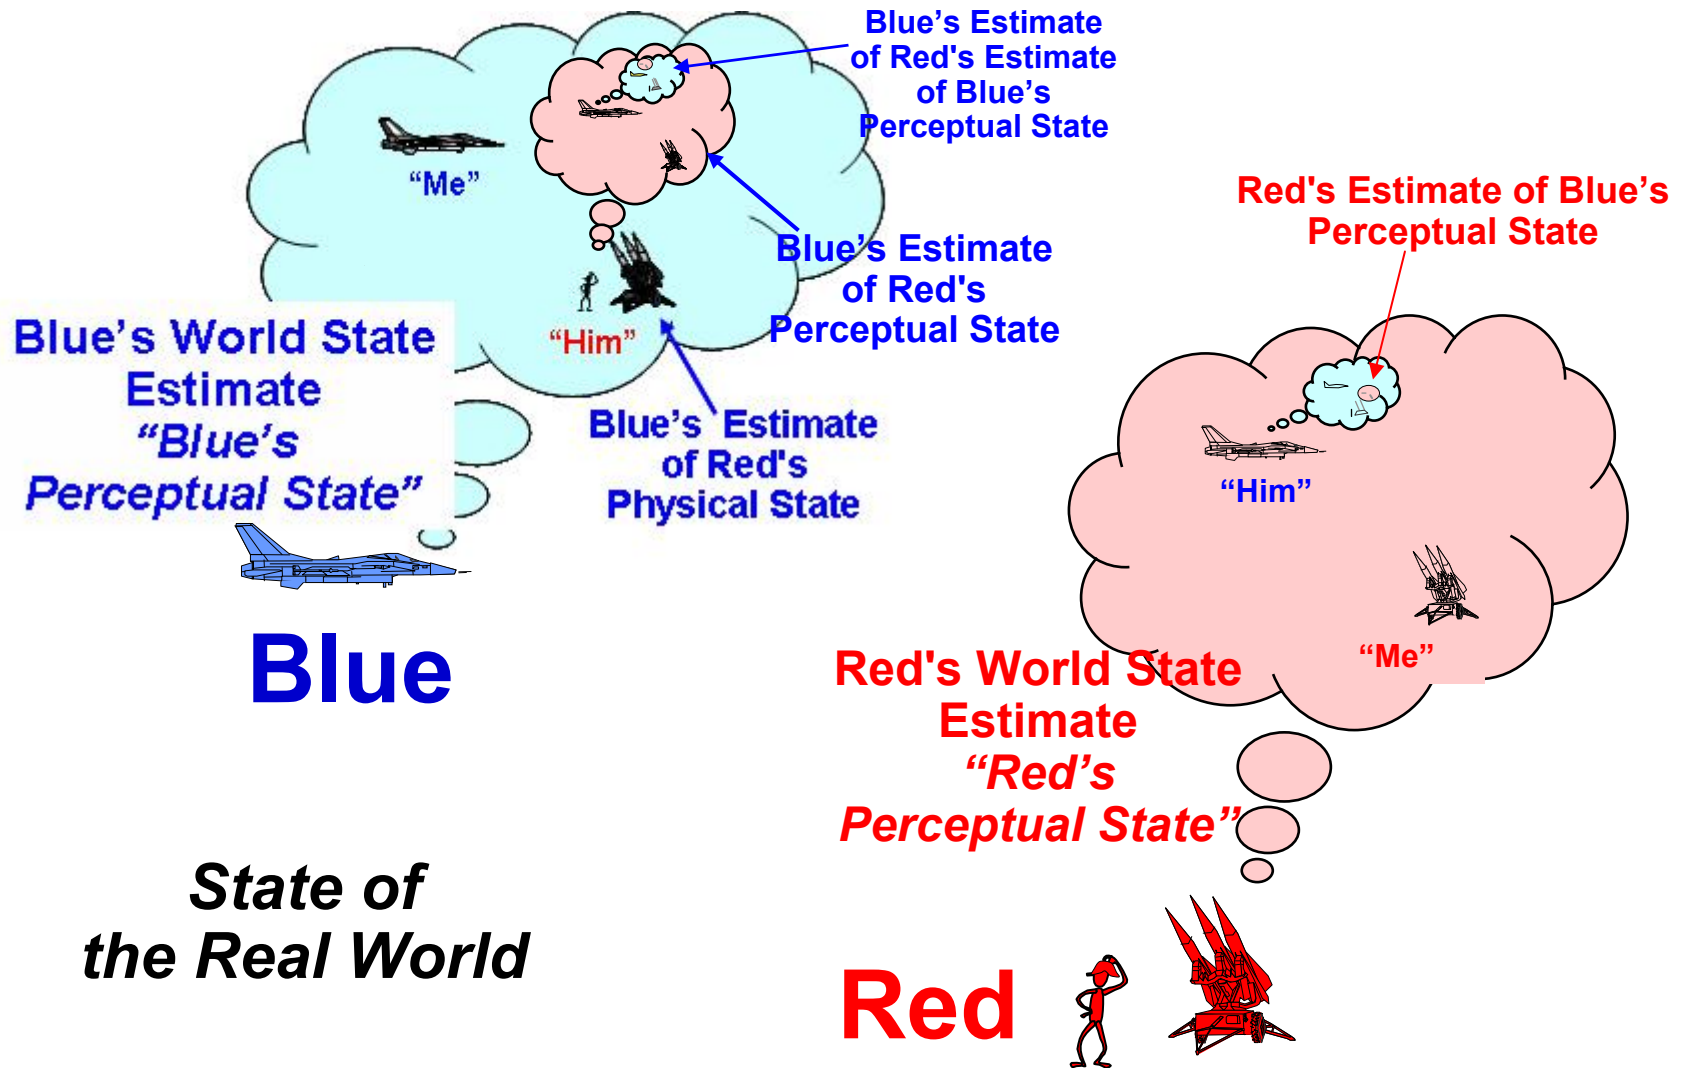 Blue’s Estimate
of Red's Estimate
of Blue’s
Perceptual State
“Me”
Blue’s Estimate
of Red's
Perceptual State
“Him”
Blue’s World State
Estimate
“Blue’s
Perceptual State”
Blue’s Estimate
of Red's
Physical State
Blue
Red's Estimate of Blue’s
Perceptual State
“Him”
“Me”
Red's World State
Estimate
“Red’s
Perceptual State”
State of
the Real World
Red